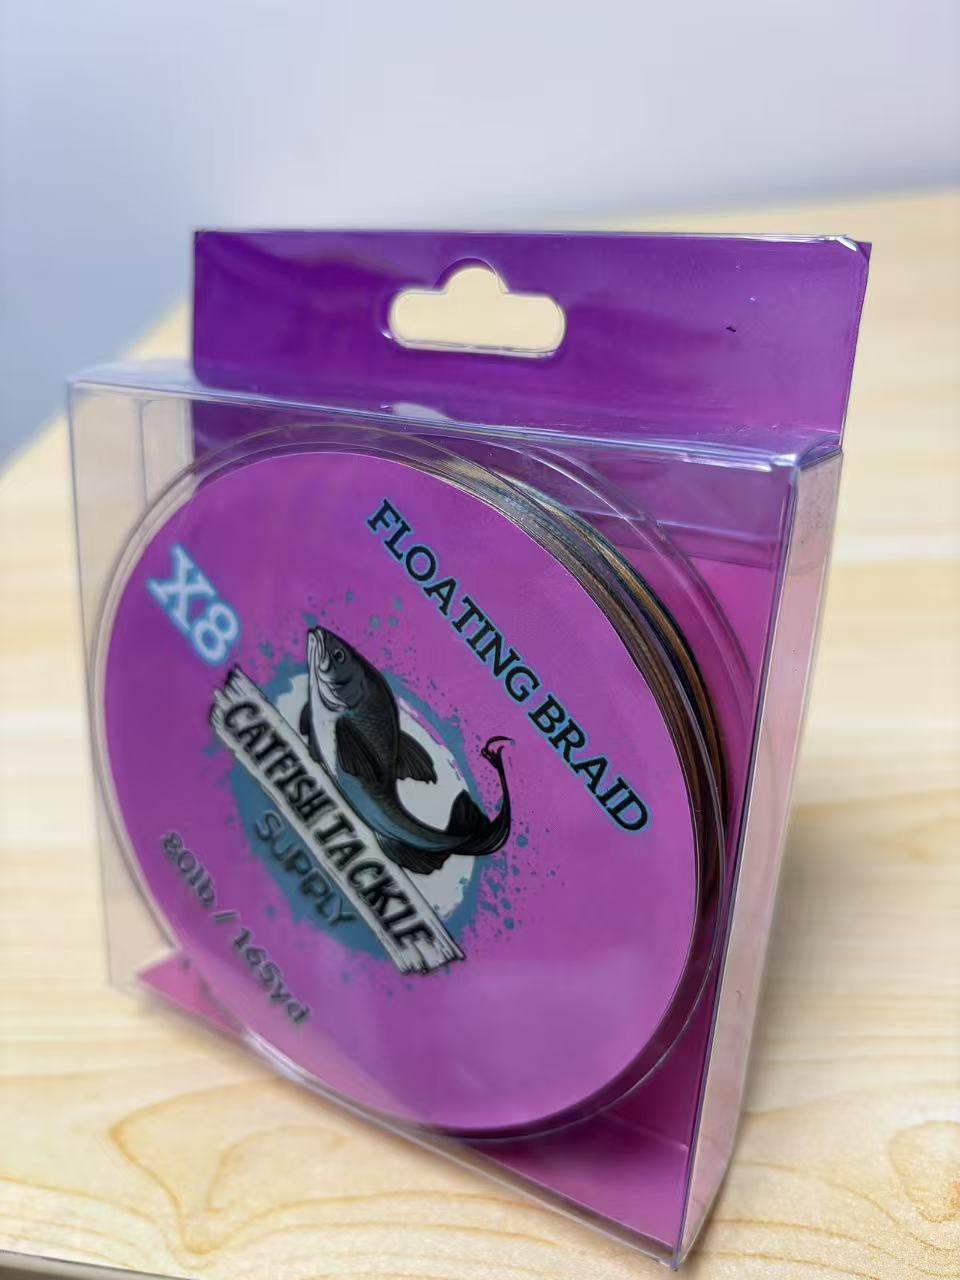 FLOATING BRAID
X8
CATFISH TACKLE
SUPPLY
80lb / 165yd